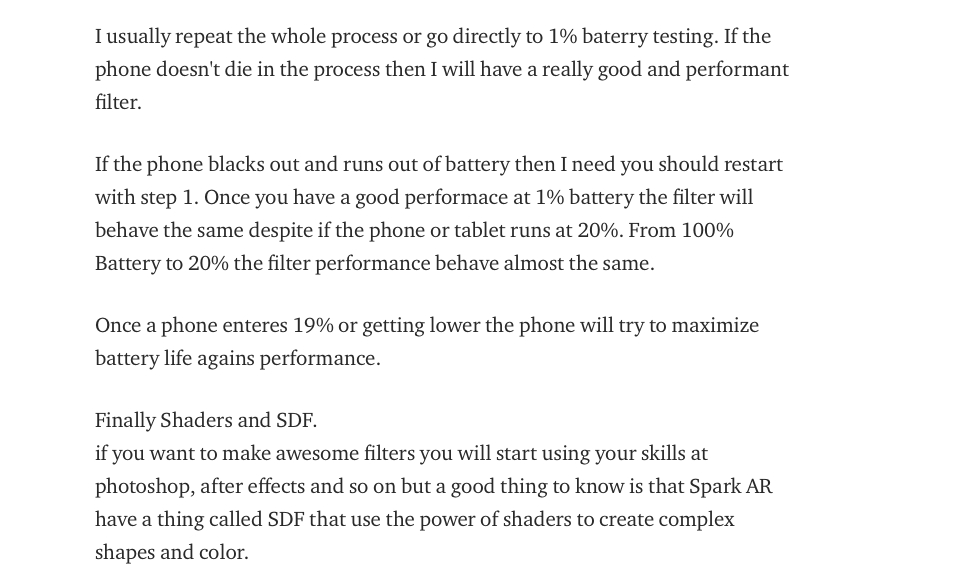 I usually repeat the whole process or go directly to 1% baterry testing. If the
phone doesn't die in the process then I will have a really good and performant
filter.
If the phone blacks out and runs out of battery then I need you should restart
with step 1. Once you have a good performace at 1% battery the filter will
behave the same despite if the phone or tablet runs at 20%. From 100%
Battery to 20% the filter performance behave almost the same.
Once a phone enteres 19% or getting lower the phone will try to maximize
battery life agains performance.
Finally Shaders and SDF.
if you want to make awesome filters you will start using your skills at
photoshop, after effects and so on but a good thing to know is that Spark AR
have a thing called SDF that use the power of shaders to create complex
shapes and color.